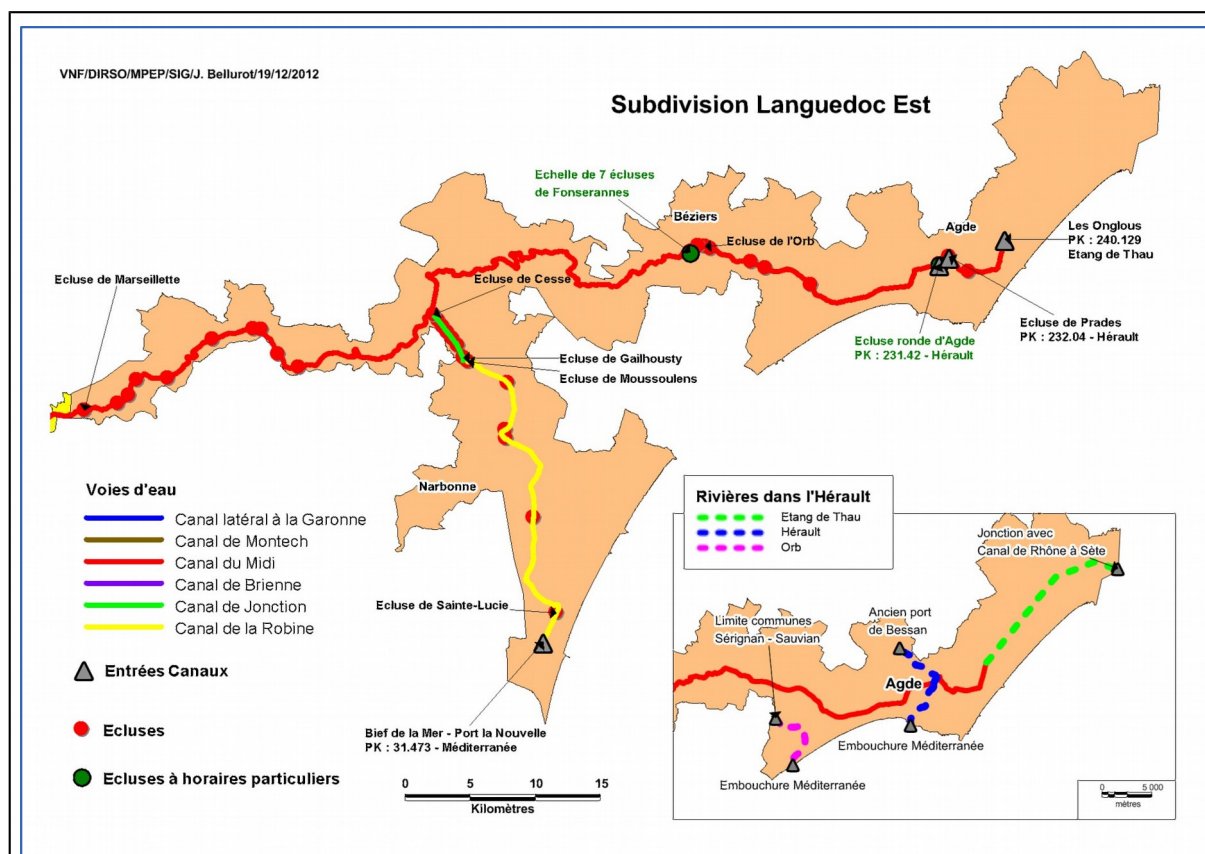 VNF/DIRSO/MPEP/SIG/J. Bellurot/19/12/2012
Subdivision Languedoc Est
Echelle de 7 écluses
de Fonserannes
Béziers
Ecluse de l'Orb
Agde
Les Onglous
PK : 240.129
Etang de Thau
Ecluse de Marseillette
Ecluse de Cesse
Ecluse de Prades
PK : 232.04 - Hérault
Ecluse ronde d'Agde
PK : 231.42 - Hérault
Ecluse de Gailhousty
Ecluse de Moussoulens
Narbonne
Voies d'eau
Canal latéral à la Garonne
Canal de Montech
Canal du Midi
Canal de Brienne
Canal de Jonction
Canal de la Robine
Entrées Canaux
Ecluses
Ecluses à horaires particuliers
Ecluse de Sainte-Lucie
Bief de la Mer - Port la Nouvelle
PK : 31.473 - Méditerranée
0 5 10 15
Kilomètres
Rivières dans l'Hérault
Etang de Thau
Hérault
Orb
Jonction avec
Canal de Rhône à Sète
Limite communes
Sérignan - Sauvian
Ancien port
de Bessan
Agde
Embouchure Méditerranée
Embouchure Méditerranée
0 5 000
mètres